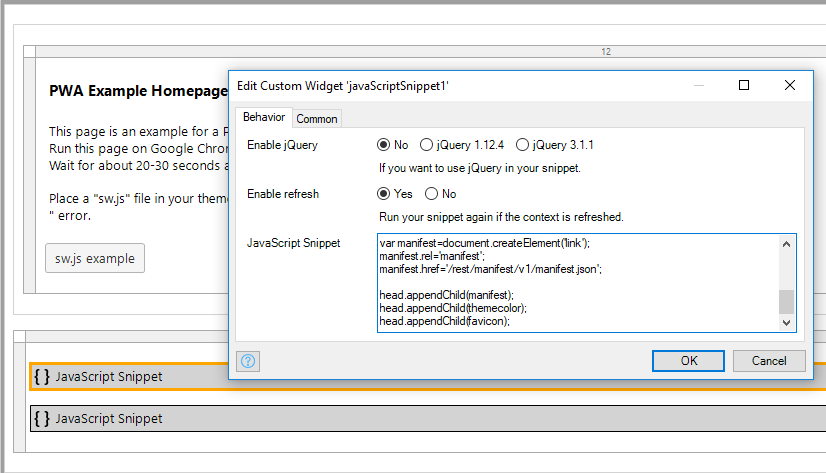 12
PWA Example Homepage
This page is an example for a P
Run this page on Google Chro
Wait for about 20-30 seconds a
Place a "sw.js" file in your them
" error.
sw.js example
Edit Custom Widget 'javaScriptSnippet1'
Behavior
Common
Enable jQuery
No
jQuery 1.12.4
jQuery 3.1.1
If you want to use jQuery in your snippet.
Enable refresh
Yes
No
Run your snippet again if the context is refreshed.
JavaScript Snippet
var manifest=document.createElement('link');
manifest.rel='manifest';
manifest.href='/rest/manifest/v1/manifest.json';
head.appendChild(manifest);
head.appendChild(themecolor);
head.appendChild(favicon);
?
OK
Cancel
{ } JavaScript Snippet
{ } JavaScript Snippet